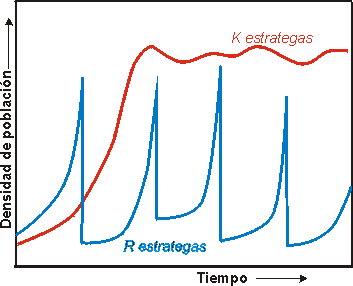 K estrategas
Densidad de población
R estrategas
Tiempo